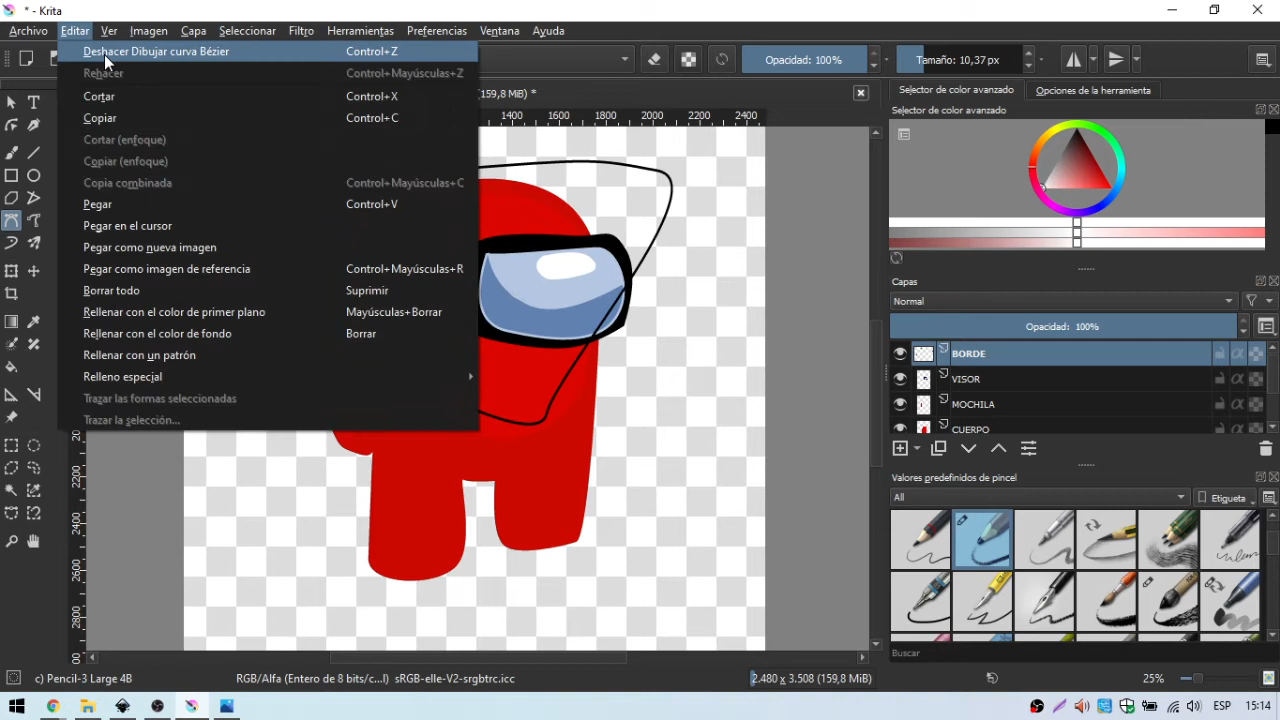 * - Krita
Archivo Editar Ver Imagen Capa Seleccionar Filtro Herramientas Preferencias Ventana Ayuda
Opacidad: 100% Tamaño: 10,37 px
Deshacer Dibujar curva Bézier Control+Z
Rehacer Control+Mayúsculas+Z
Cortar Control+X
Copiar Control+C
Cortar (enfoque)
Copiar (enfoque)
Copia combinada Control+Mayúsculas+C
Pegar Control+V
Pegar en el cursor
Pegar como nueva imagen
Pegar como imagen de referencia Control+Mayúsculas+R
Borrar todo Suprimir
Rellenar con el color de primer plano Mayúsculas+Borrar
Rellenar con el color de fondo Borrar
Rellenar con un patrón
Relleno especial
Trazar las formas seleccionadas
Trazar la selección...
(159,8 MiB) *
1400 1600 1800 2000 2200 2400
2200
2400
2600
2800
Selector de color avanzado Opciones de la herramienta
Selector de color avanzado
Capas
Normal
Opacidad: 100%
BORDE
VISOR
MOCHILA
CUERPO
Valores predefinidos de pincel
All Etiqueta
Buscar
c) Pencil-3 Large 4B RGB/Alfa (Entero de 8 bits/c...l) sRGB-elle-V2-srgbtrc.icc 2.480 x 3.508 (159,8 MiB) 25%
ESP 15:14